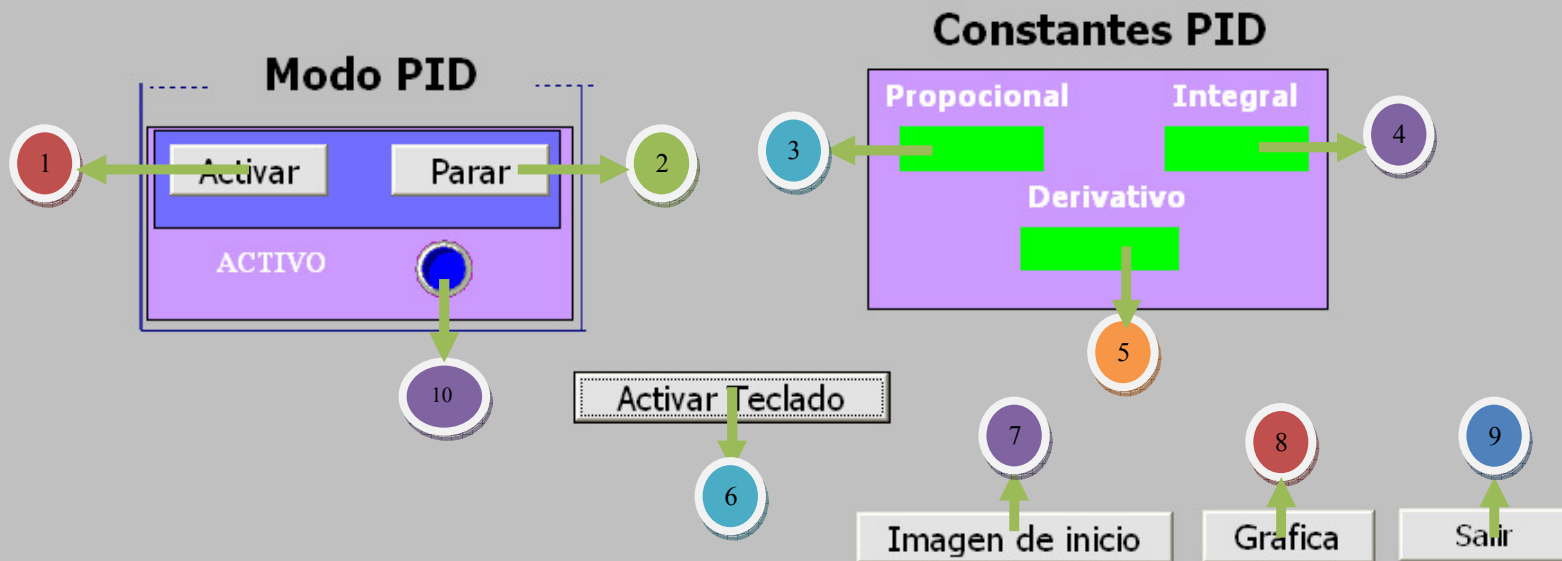 Constantes PID
Modo PID
Propocional Integral
1 Activar Parar 2 3 4
Derivativo
ACTIVO
5
10 Activar Teclado
7 8 9
6
Imagen de inicio Gráfica Salir